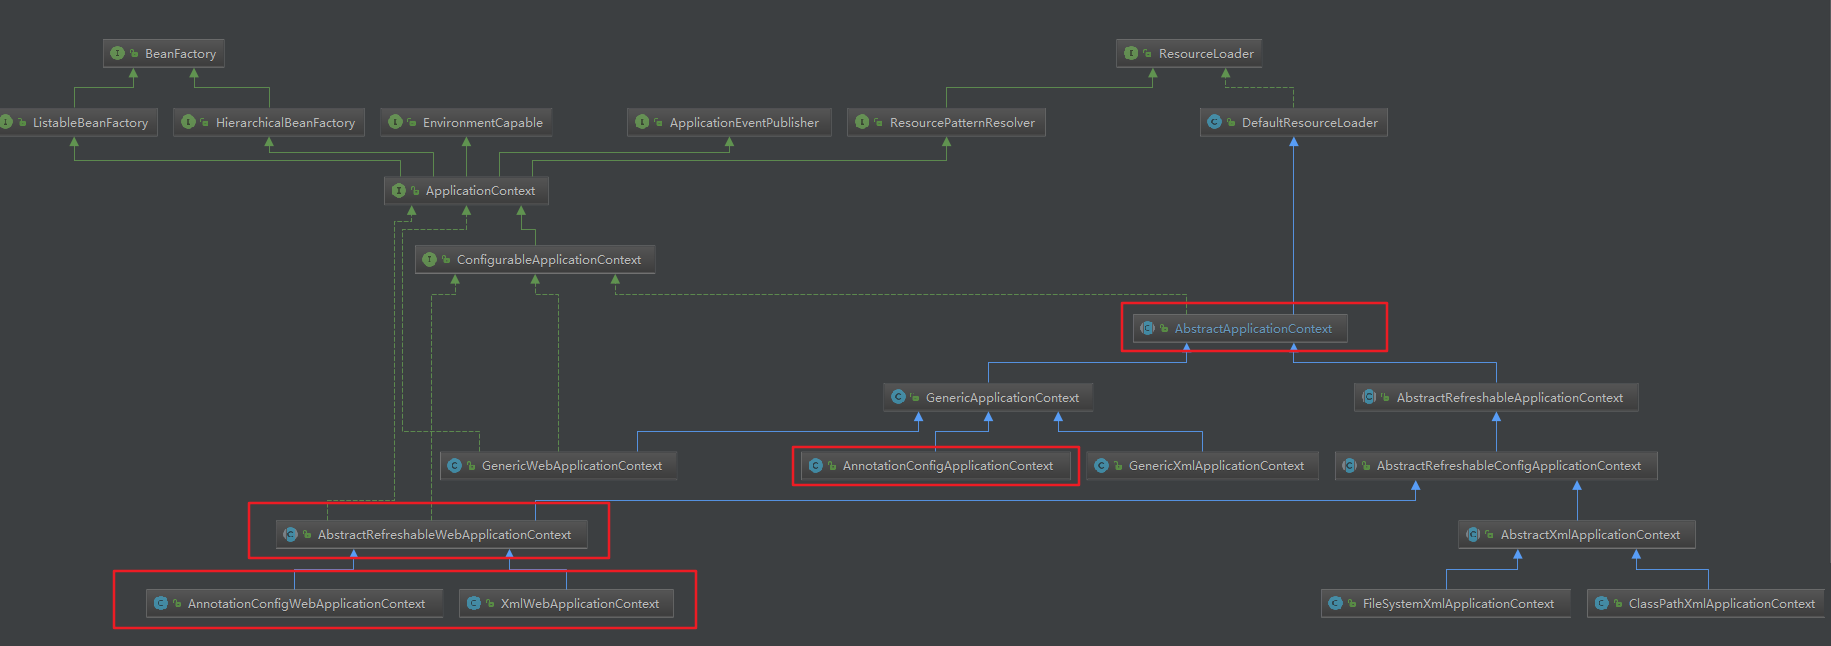 BeanFactory
ResourceLoader
ListableBeanFactory
HierarchicalBeanFactory
EnvironmentCapable
ApplicationEventPublisher
ResourcePatternResolver
DefaultResourceLoader
ApplicationContext
ConfigurableApplicationContext
AbstractApplicationContext
GenericApplicationContext
AbstractRefreshableApplicationContext
GenericWebApplicationContext
AnnotationConfigApplicationContext
GenericXmlApplicationContext
AbstractRefreshableConfigApplicationContext
AbstractRefreshableWebApplicationContext
AbstractXmlApplicationContext
AnnotationConfigWebApplicationContext
XmlWebApplicationContext
FileSystemXmlApplicationContext
ClassPathXmlApplicationContext